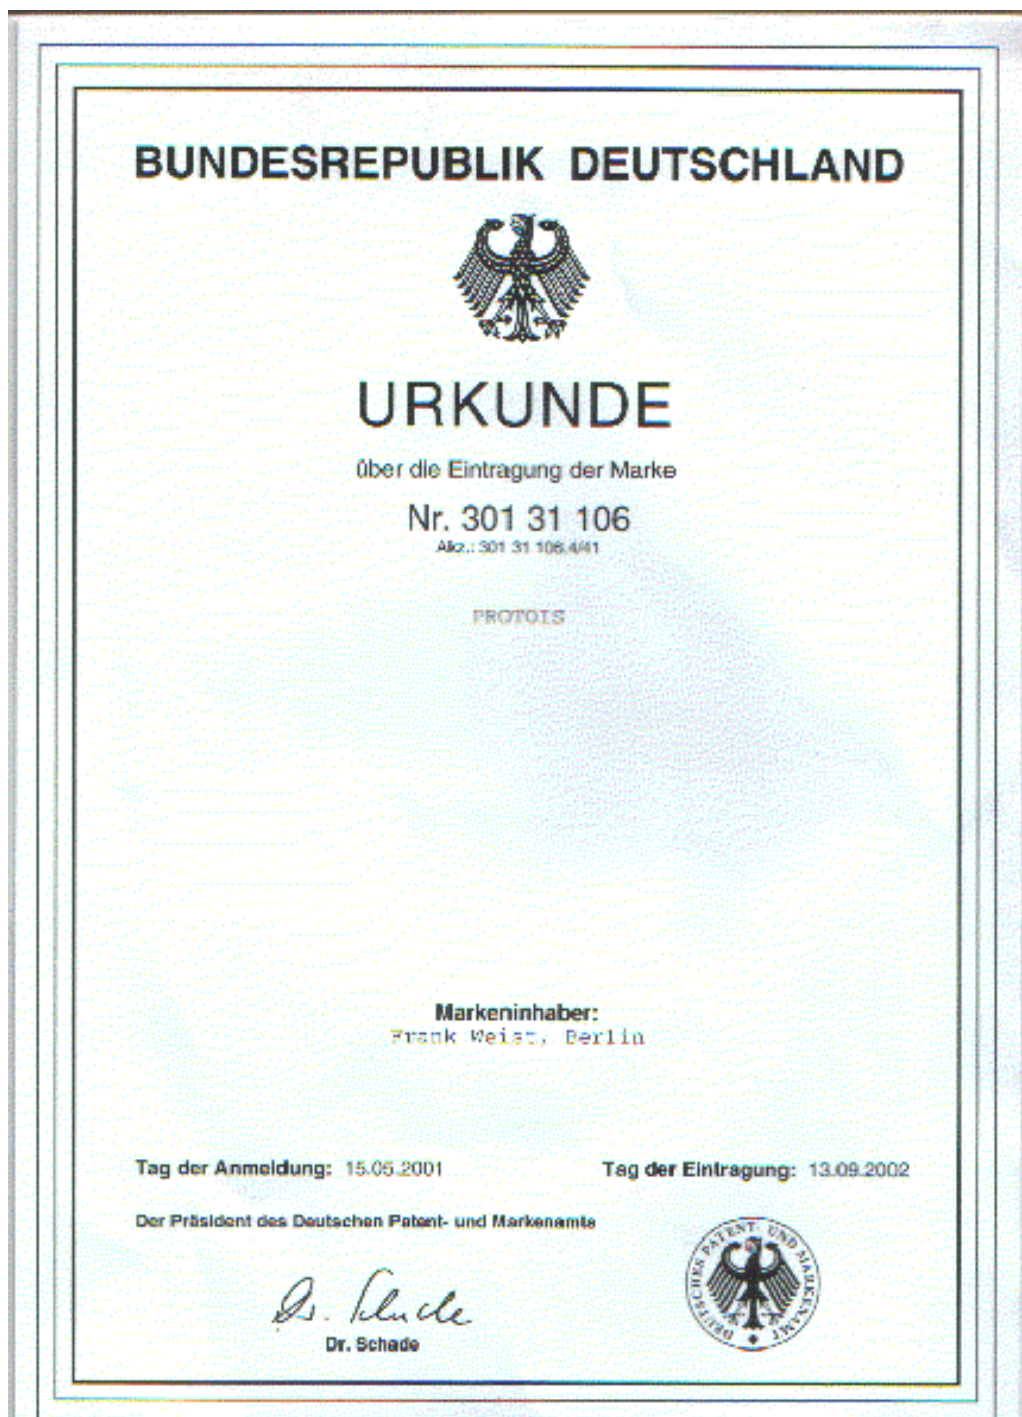 BUNDESREPUBLIK DEUTSCHLAND
URKUNDE
über die Eintragung der Marke
Nr. 301 31 106
Akz.: 301 31 106.4/41
PROTOIS
Markeninhaber:
Frank Weist, Berlin
Tag der Anmeldung: 15.05.2001
Tag der Eintragung: 13.09.2002
Der Präsident des Deutschen Patent- und Markenamts
Dr. Schade
Dr. Schade
DEUTSCHES PATENT- UND MARKENAMT